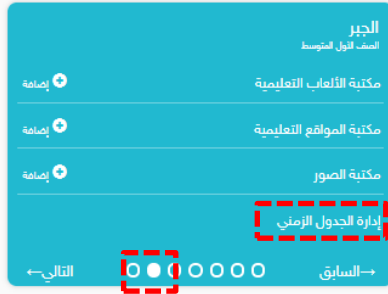 الجبر
الصف الأول المتوسط
مكتبة الألعاب التعليمية إضافة
مكتبة المواقع التعليمية إضافة
مكتبة الصور إضافة
إدارة الجدول الزمني
→السابق التالي←